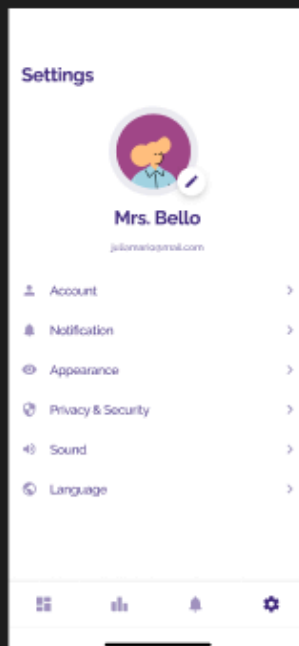 Settings
Mrs. Bello
Account
Notification
Appearance
Privacy & Security
Sound
Language